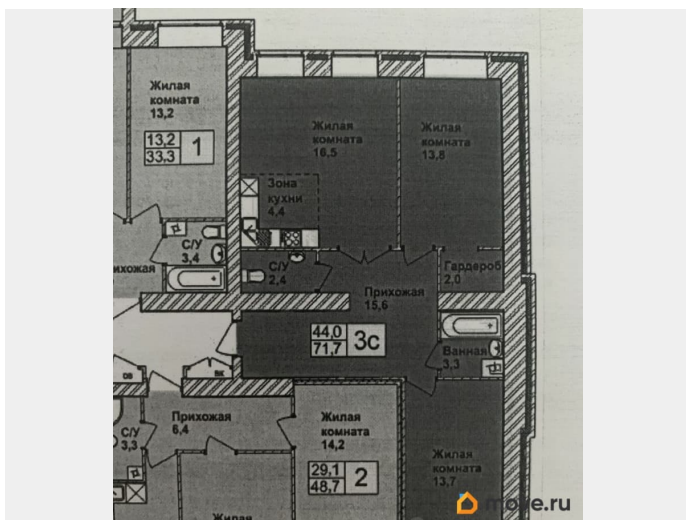 Жилая
комната
13,2
13,2
33,3
1
С/У
3,4
Прихожая
Жилая
комната
16,5
Жилая
комната
13,8
Зона
кухни
4,4
С/У
2,4
Гардероб
2,0
Прихожая
15,6
44,0
71,7
3с
Ванная
3,3
ВК
Прихожая
6,4
С/У
3,3
Жилая
комната
14,2
29,1
48,7
2
Жилая
комната
13,7
Жилая
move.ru